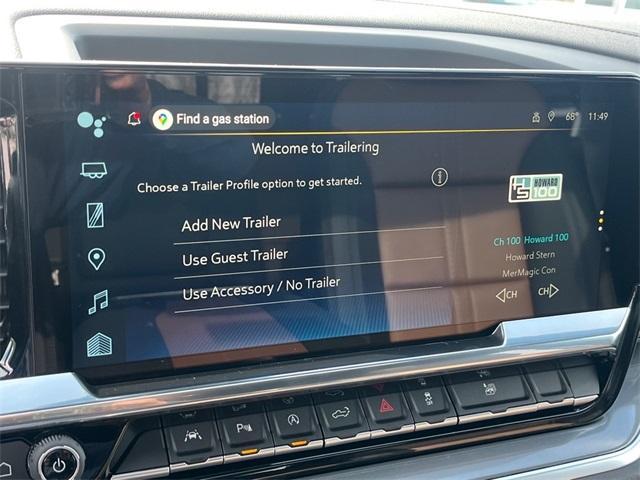 Find a gas station
68° 11:49
Welcome to Trailering
Choose a Trailer Profile option to get started.
i
HS HOWARD
100
Add New Trailer
Use Guest Trailer
Use Accessory / No Trailer
Ch 100 Howard 100
Howard Stern
MerMagic Con
CH CH
P
A